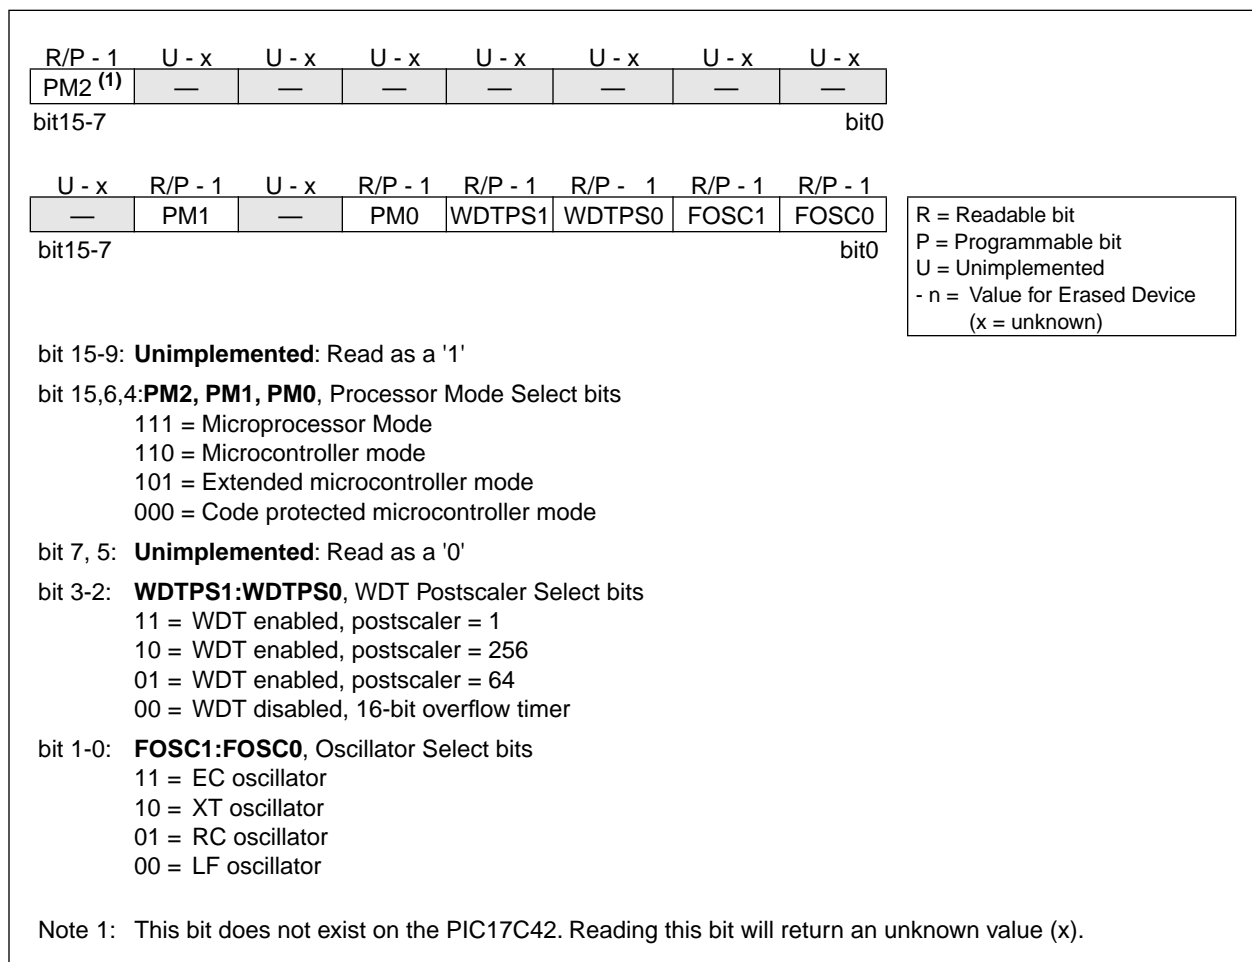 R/P - 1 U - x U - x U - x U - x U - x U - x U - x
PM2 (1) — — — — — — —
bit15-7 bit0
U - x R/P - 1 U - x R/P - 1 R/P - 1 R/P - 1 R/P - 1 R/P - 1
— PM1 — PM0 WDTPS1 WDTPS0 FOSC1 FOSC0
bit15-7 bit0
R = Readable bit
P = Programmable bit
U = Unimplemented
- n = Value for Erased Device
(x = unknown)
bit 15-9: Unimplemented: Read as a '1'
bit 15,6,4:PM2, PM1, PM0, Processor Mode Select bits
111 = Microprocessor Mode
110 = Microcontroller mode
101 = Extended microcontroller mode
000 = Code protected microcontroller mode
bit 7, 5: Unimplemented: Read as a '0'
bit 3-2: WDTPS1:WDTPS0, WDT Postscaler Select bits
11 = WDT enabled, postscaler = 1
10 = WDT enabled, postscaler = 256
01 = WDT enabled, postscaler = 64
00 = WDT disabled, 16-bit overflow timer
bit 1-0: FOSC1:FOSC0, Oscillator Select bits
11 = EC oscillator
10 = XT oscillator
01 = RC oscillator
00 = LF oscillator
Note 1: This bit does not exist on the PIC17C42. Reading this bit will return an unknown value (x).